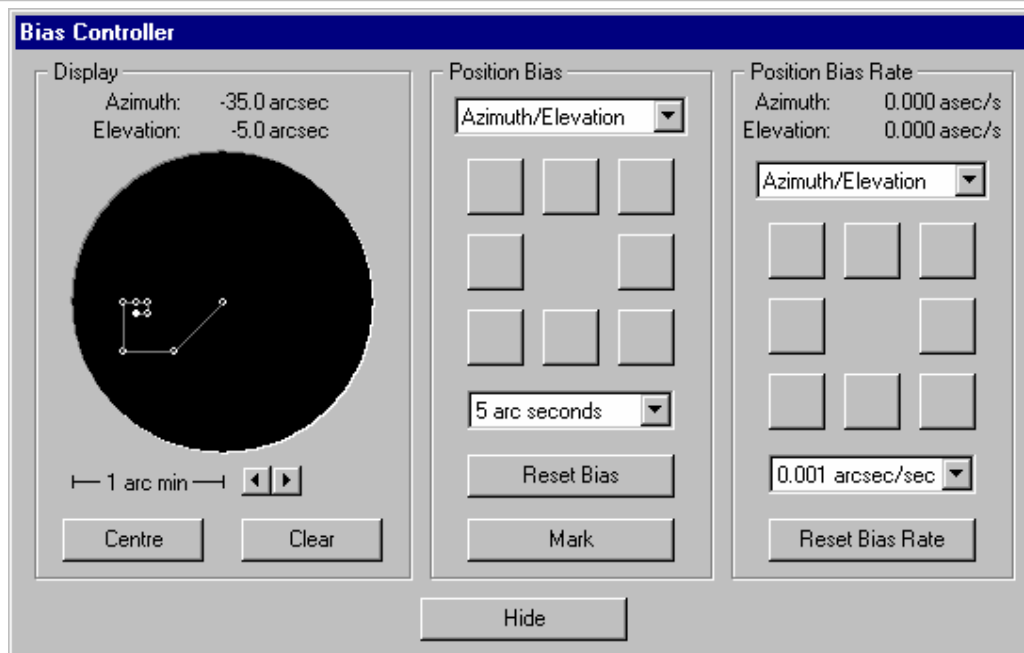 Bias Controller
Display
Azimuth: -35.0 arcsec
Elevation: -5.0 arcsec
1 arc min
Centre
Clear
Position Bias
Azimuth/Elevation
5 arc seconds
Reset Bias
Mark
Position Bias Rate
Azimuth: 0.000 asec/s
Elevation: 0.000 asec/s
Azimuth/Elevation
0.001 arcsec/sec
Reset Bias Rate
Hide